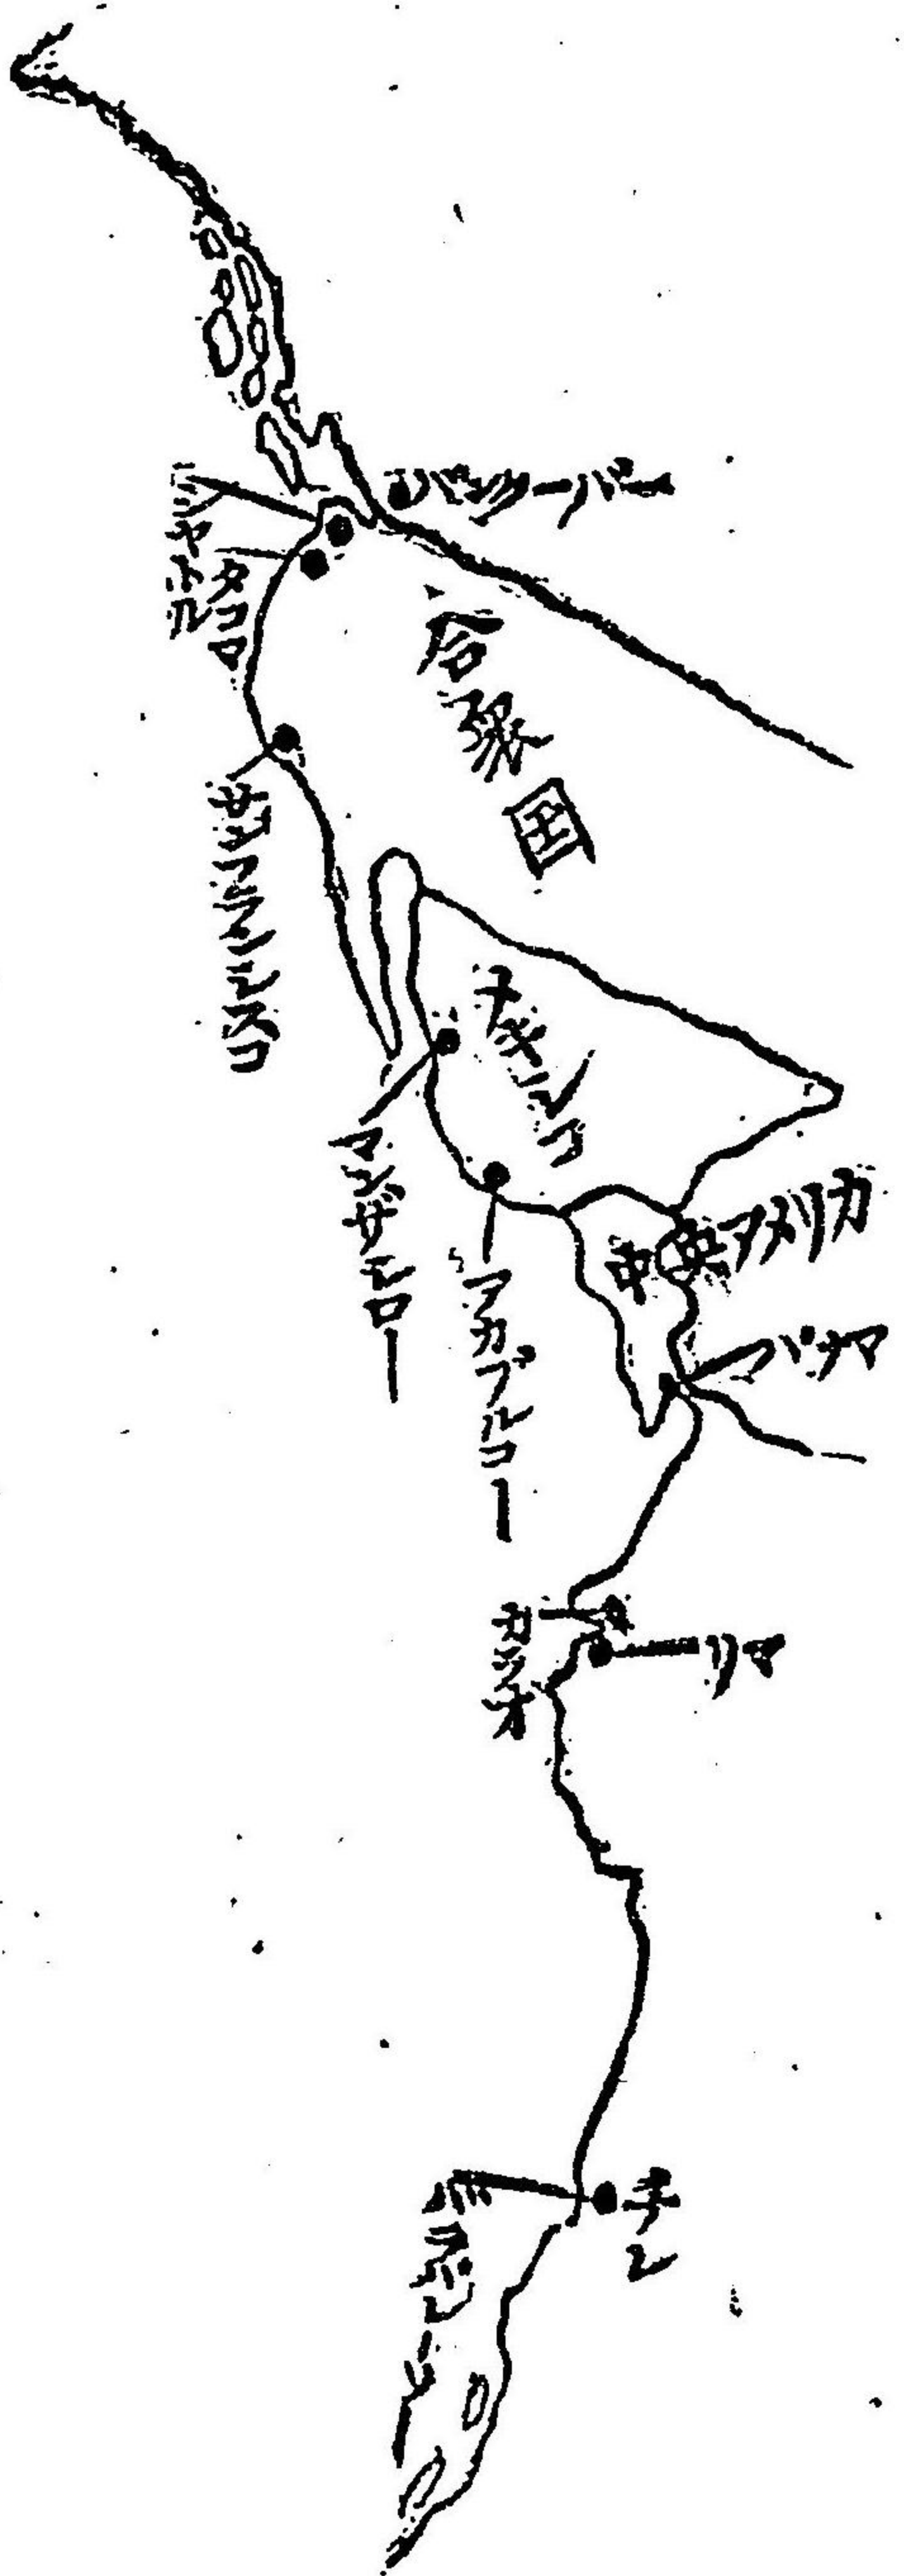 バンクーバー
シヤトル
タコマ
合衆国
サンフランシスコ
メキシコ
マンザニロー
アカプルコー
中央アメリカ
パナマ
カラオ
リマ
チレ